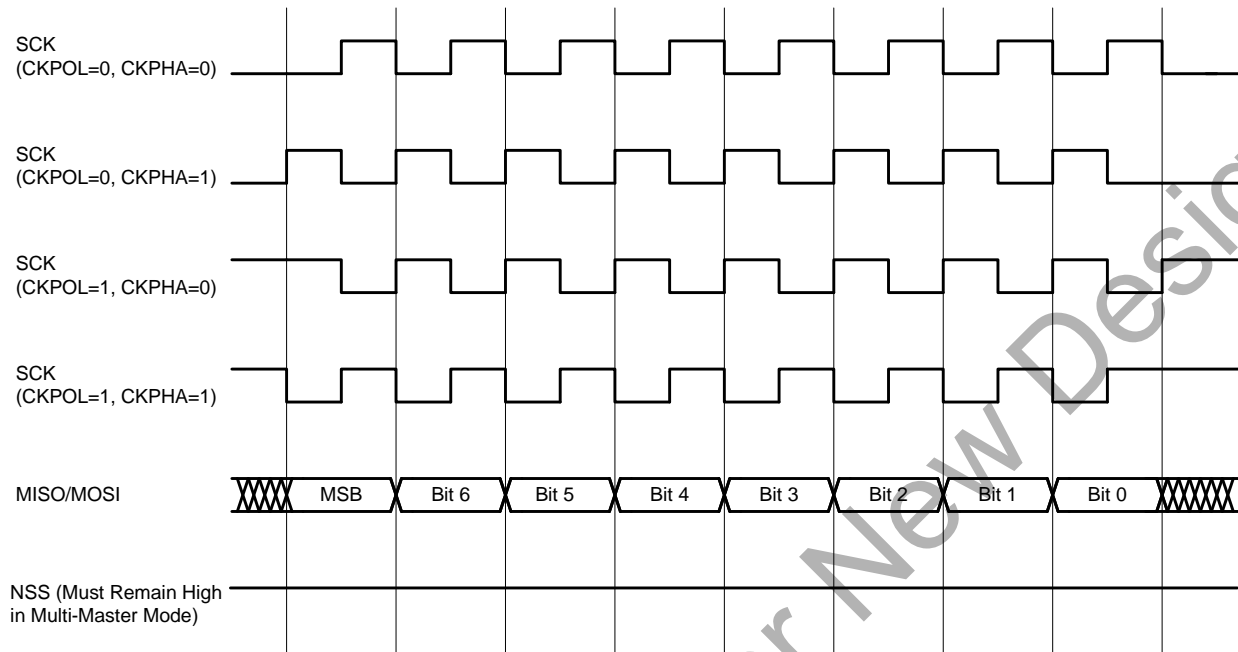 SCK
(CKPOL=0, CKPHA=0)
SCK
(CKPOL=0, CKPHA=1)
SCK
(CKPOL=1, CKPHA=0)
SCK
(CKPOL=1, CKPHA=1)
MISO/MOSI
MSB
Bit 6
Bit 5
Bit 4
Bit 3
Bit 2
Bit 1
Bit 0
NSS (Must Remain High
in Multi-Master Mode)
New